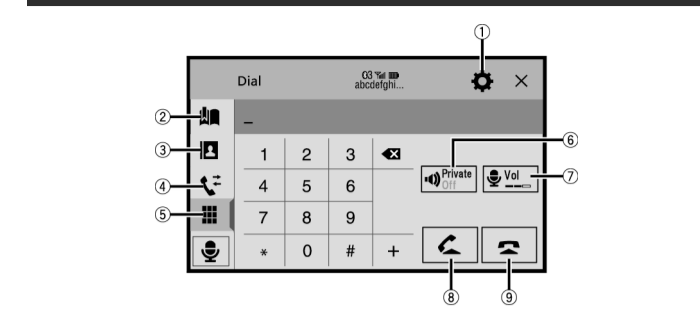 ①
Dial
03
abcdefghi...
②
_
③
1 2 3
⑥
Private
Off
Vol
⑦
④
4 5 6
⑤
7 8 9
* 0 # +
⑧ ⑨